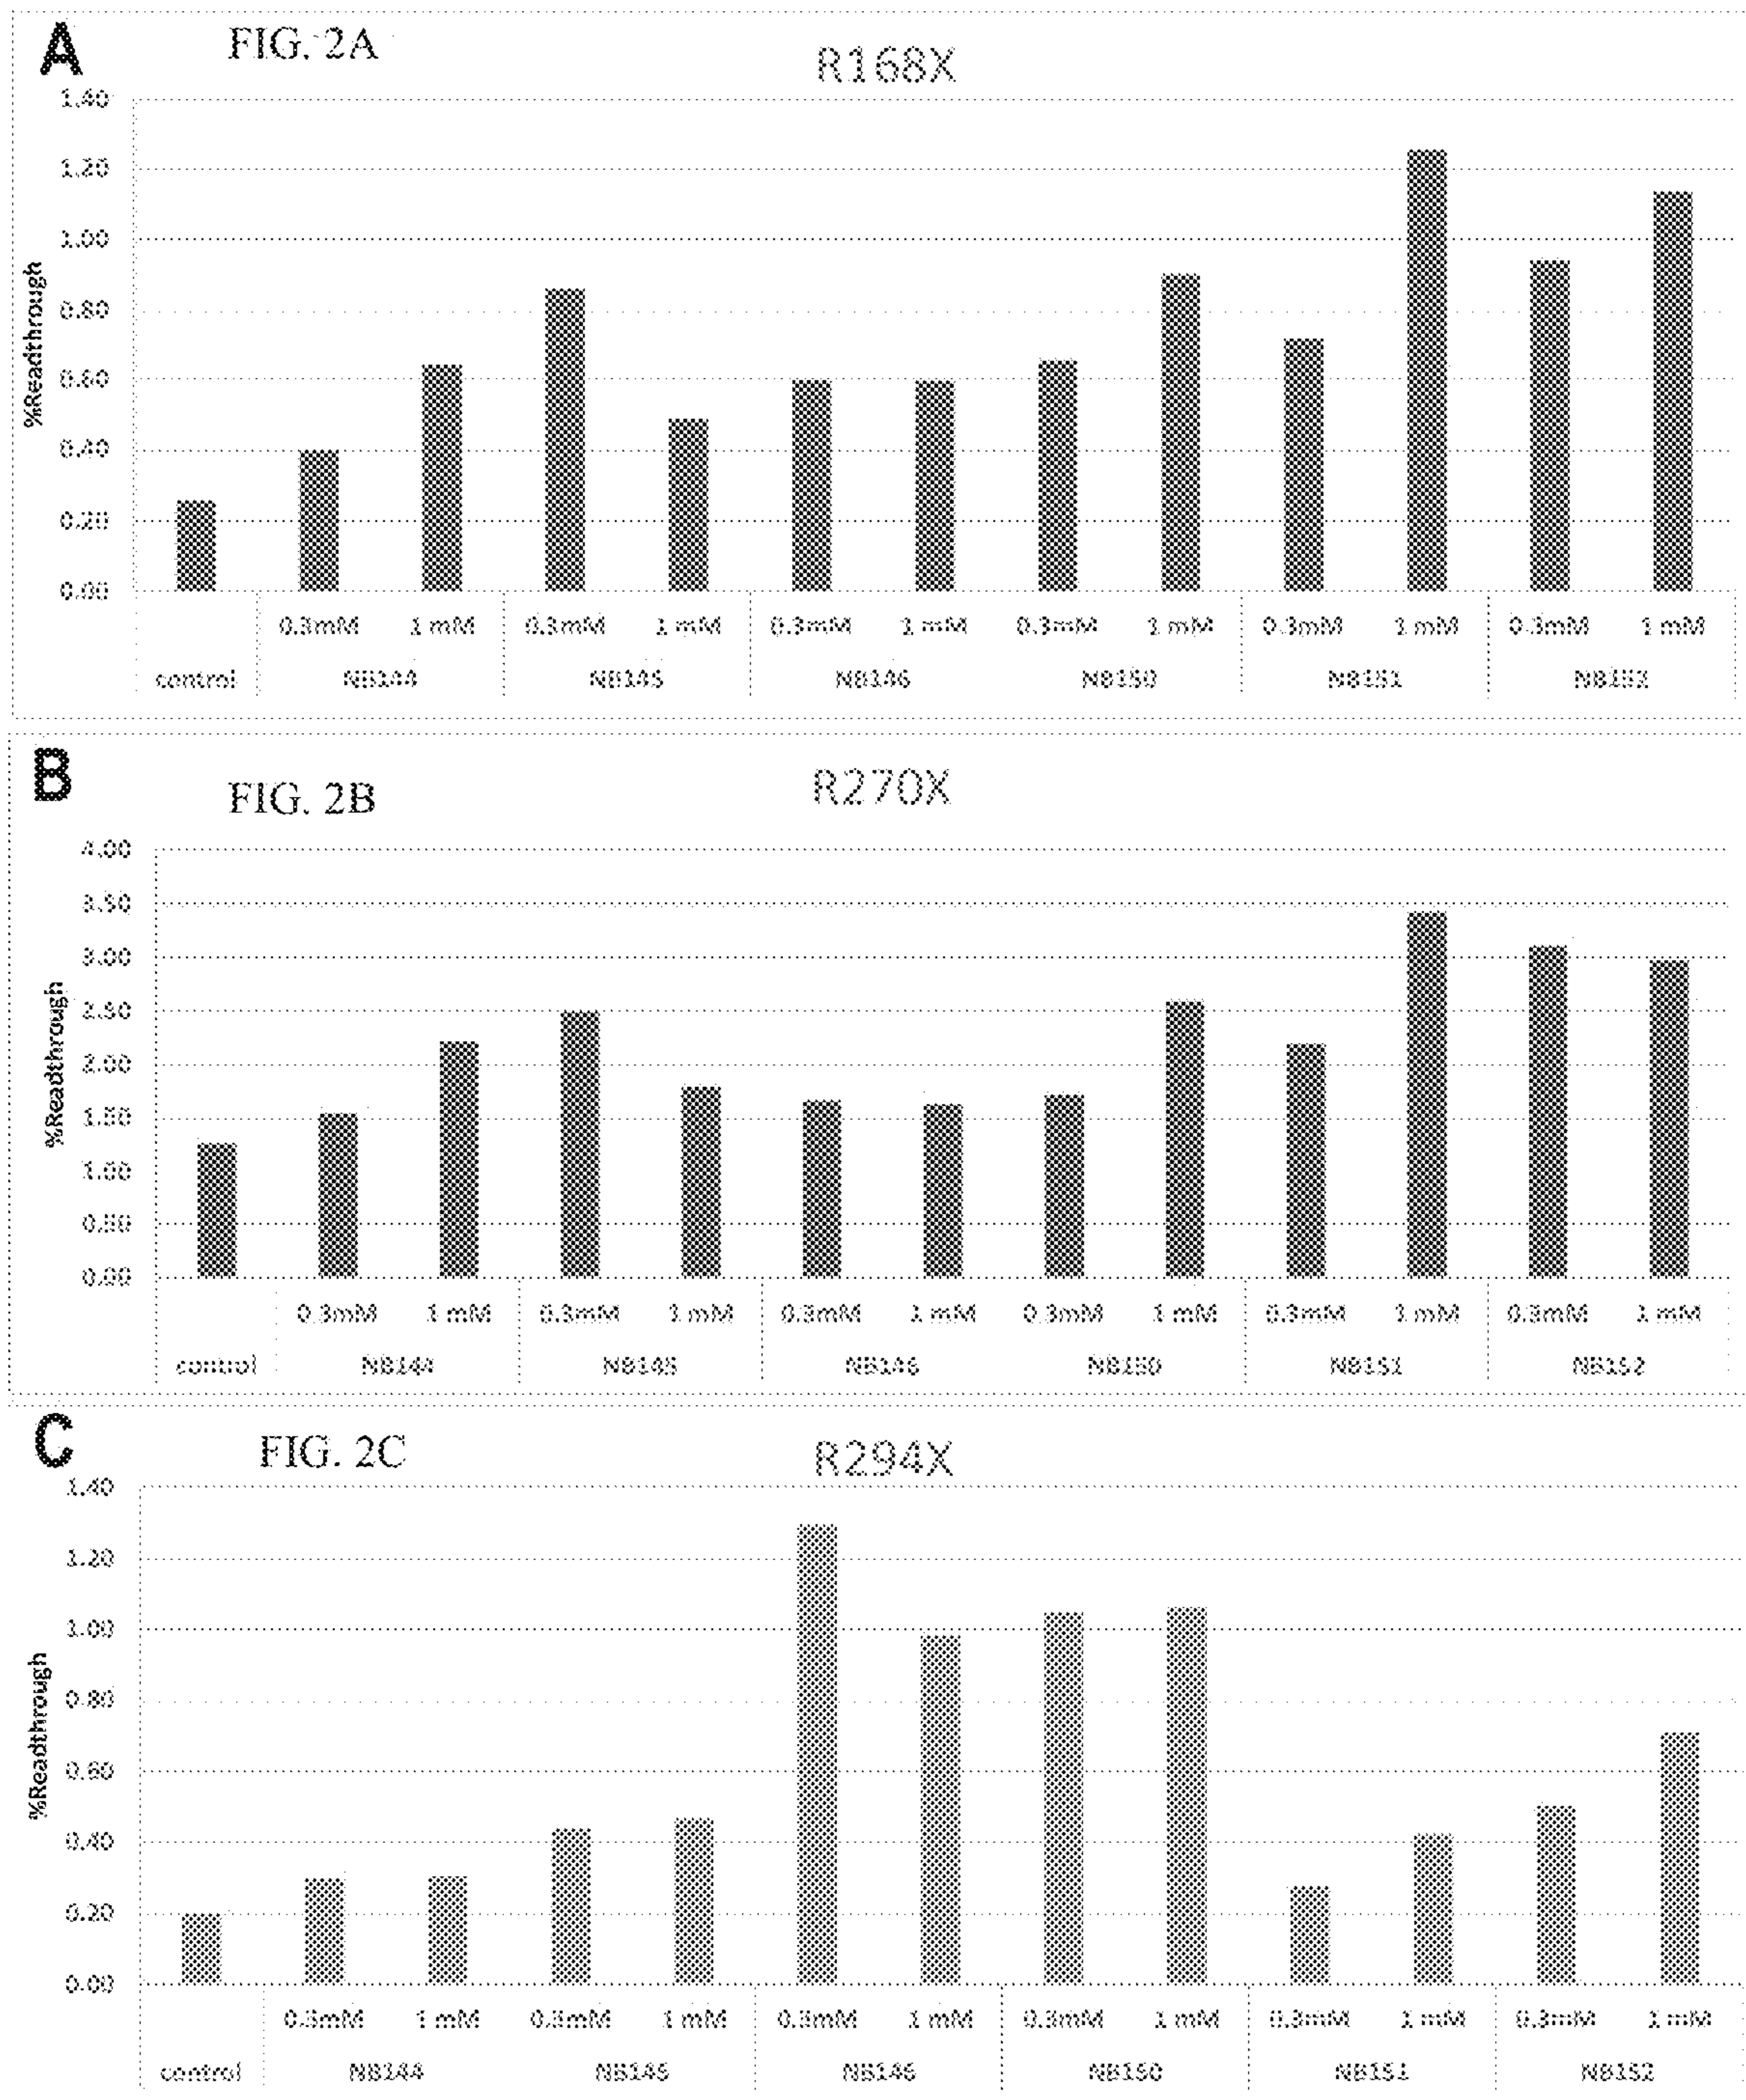 A FIG. 2A R168X
1.40
1.20
1.00
0.80
0.60
0.40
0.20
0.00
%Readthrough
0.3mM 1 mM 0.3mM 1 mM 0.3mM 1 mM 0.3mM 1 mM 0.3mM 1 mM 0.3mM 1 mM
control NB144 NB145 NB146 NB150 NB151 NB152
B FIG. 2B R270X
4.00
3.50
3.00
2.50
2.00
1.50
1.00
0.50
0.00
%Readthrough
0.3mM 1 mM 0.3mM 1 mM 0.3mM 1 mM 0.3mM 1 mM 0.3mM 1 mM 0.3mM 1 mM
control NB144 NB145 NB146 NB150 NB151 NB152
C FIG. 2C R294X
1.40
1.20
1.00
0.80
0.60
0.40
0.20
0.00
%Readthrough
0.3mM 1 mM 0.3mM 1 mM 0.3mM 1 mM 0.3mM 1 mM 0.3mM 1 mM 0.3mM 1 mM
control NB144 NB145 NB146 NB150 NB151 NB152